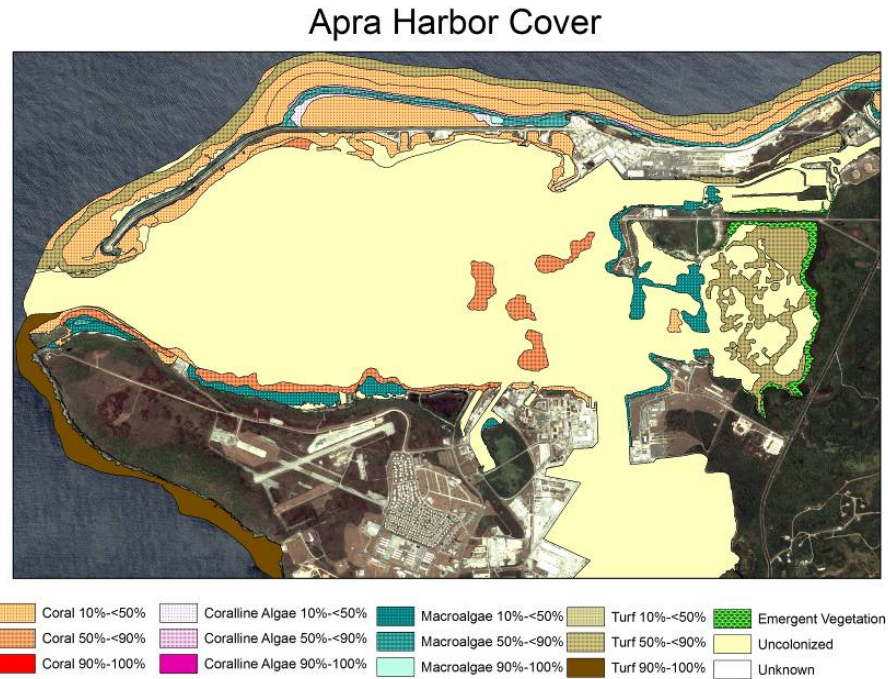 Apra Harbor Cover
Coral 10%-<50%
Coral 50%-<90%
Coral 90%-100%
Coralline Algae 10%-<50%
Coralline Algae 50%-<90%
Coralline Algae 90%-100%
Macroalgae 10%-<50%
Macroalgae 50%-<90%
Macroalgae 90%-100%
Turf 10%-<50%
Turf 50%-<90%
Turf 90%-100%
Emergent Vegetation
Uncolonized
Unknown